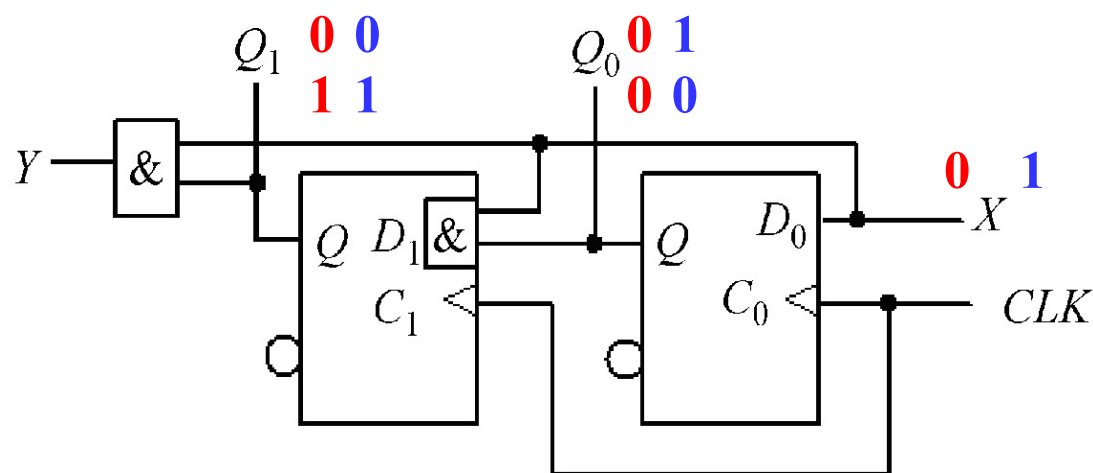 Q₁ 0 0 Q₀ 0 1
1 1 0 0
Y & 0 1
Q D₁ & Q D₀ X
C₁ C₀ CLK